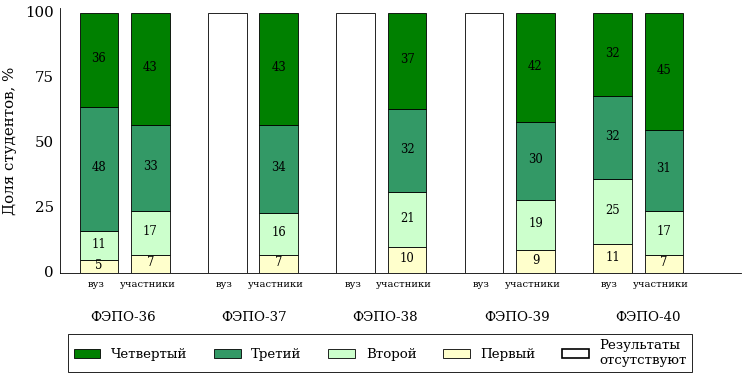 Доля студентов, %
100
75
50
25
0
36 43 43 37 42 32 45
48 33 34 32 30 32 31
11 17 16 21 19 25 17
5 7 7 10 9 11 7
вуз участники вуз участники вуз участники вуз участники вуз участники
ФЭПО-36 ФЭПО-37 ФЭПО-38 ФЭПО-39 ФЭПО-40
Четвертый Третий Второй Первый Результаты
отсутствуют